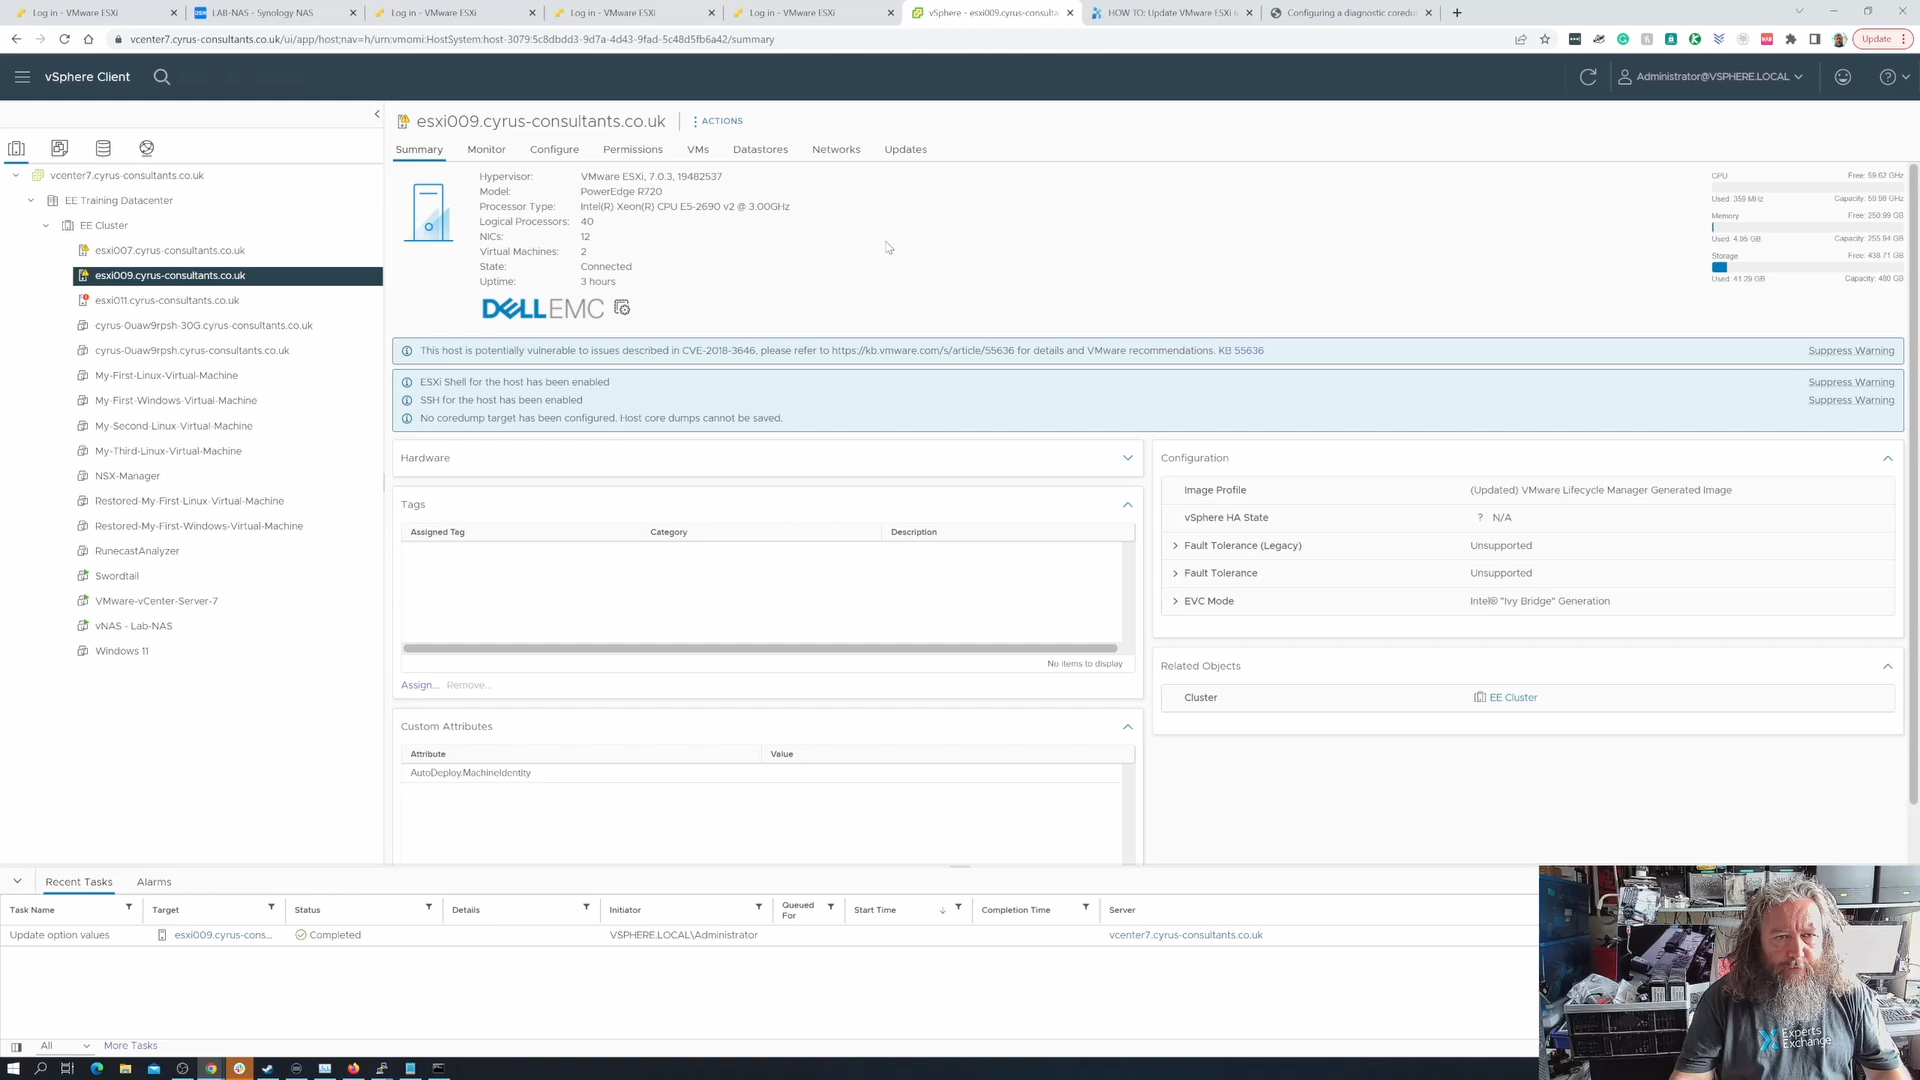 Log in - VMware ESXi
LAB-NAS - Synology NAS
Log in - VMware ESXi
Log in - VMware ESXi
Log in - VMware ESXi
vSphere - esxi009.cyrus-consulta
HOW TO: Update VMware ESXi 6
Configuring a diagnostic coredu
vcenter7.cyrus-consultants.co.uk/ui/app/host;nav=h/urn:vmomi:HostSystem:host-3079:5c8dbdd3-9d7a-4d43-9fad-5c48d5fb6a42/summary
Update
vSphere Client
Administrator@VSPHERE.LOCAL
esxi009.cyrus-consultants.co.uk
ACTIONS
Summary Monitor Configure Permissions VMs Datastores Networks Updates
vcenter7.cyrus-consultants.co.uk
EE Training Datacenter
EE Cluster
esxi007.cyrus-consultants.co.uk
esxi009.cyrus-consultants.co.uk
esxi011.cyrus-consultants.co.uk
cyrus-0uaw9rpsh-30G.cyrus-consultants.co.uk
cyrus-0uaw9rpsh.cyrus-consultants.co.uk
My-First-Linux-Virtual-Machine
My-First-Windows-Virtual-Machine
My-Second-Linux-Virtual-Machine
My-Third-Linux-Virtual-Machine
NSX-Manager
Restored-My-First-Linux-Virtual-Machine
Restored-My-First-Windows-Virtual-Machine
RunecastAnalyzer
Swordtail
VMware-vCenter-Server-7
vNAS - Lab-NAS
Windows 11
Hypervisor: VMware ESXi, 7.0.3, 19482537
Model: PowerEdge R720
Processor Type: Intel(R) Xeon(R) CPU E5-2690 v2 @ 3.00GHz
Logical Processors: 40
NICs: 12
Virtual Machines: 2
State: Connected
Uptime: 3 hours
DELLEMC
CPU Free: 59.62 GHz
Used: 359 MHz Capacity: 59.98 GHz
Memory Free: 250.99 GB
Used: 4.95 GB Capacity: 255.94 GB
Storage Free: 438.71 GB
Used: 41.29 GB Capacity: 480 GB
This host is potentially vulnerable to issues described in CVE-2018-3646, please refer to https://kb.vmware.com/s/article/55636 for details and VMware recommendations. KB 55636
Suppress Warning
ESXi Shell for the host has been enabled
Suppress Warning
SSH for the host has been enabled
Suppress Warning
No coredump target has been configured. Host core dumps cannot be saved.
Hardware
Tags
Assigned Tag Category Description
No items to display
Assign... Remove...
Custom Attributes
Attribute Value
AutoDeploy.MachineIdentity
Configuration
Image Profile (Updated) VMware Lifecycle Manager Generated Image
vSphere HA State ? N/A
Fault Tolerance (Legacy) Unsupported
Fault Tolerance Unsupported
EVC Mode Intel® "Ivy Bridge" Generation
Related Objects
Cluster EE Cluster
Recent Tasks Alarms
Task Name Target Status Details Initiator Queued For Start Time Completion Time Server
Update option values esxi009.cyrus-cons... Completed VSPHERE.LOCAL\Administrator vcenter7.cyrus-consultants.co.uk
All More Tasks
Experts
Exchange